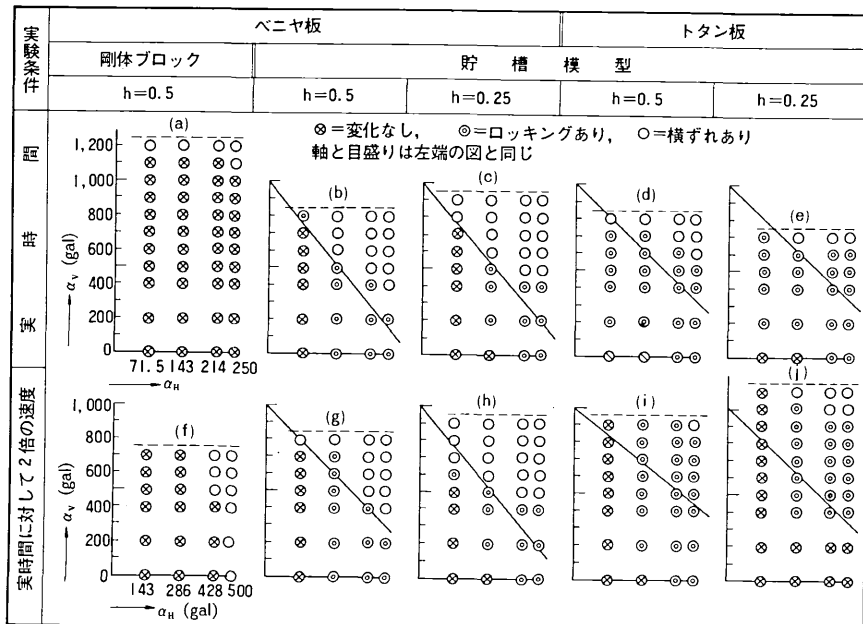 実験条件
ベニヤ板
トタン板
剛体ブロック
貯槽模型
h=0.5
h=0.5
h=0.25
h=0.5
h=0.25
⊗=変化なし, ◎=ロッキングあり, ○=横ずれあり
軸と目盛りは左端の図と同じ
実時間
(a)
1,200
1,000
800
600
400
200
0
→ αv (gal)
71.5 143 214 250
→ αH
(b)
(c)
(d)
(e)
実時間に対して2倍の速度
(f)
1,000
800
600
400
200
0
→ αv (gal)
143 286 428 500
→ αH (gal)
(g)
(h)
(i)
(j)